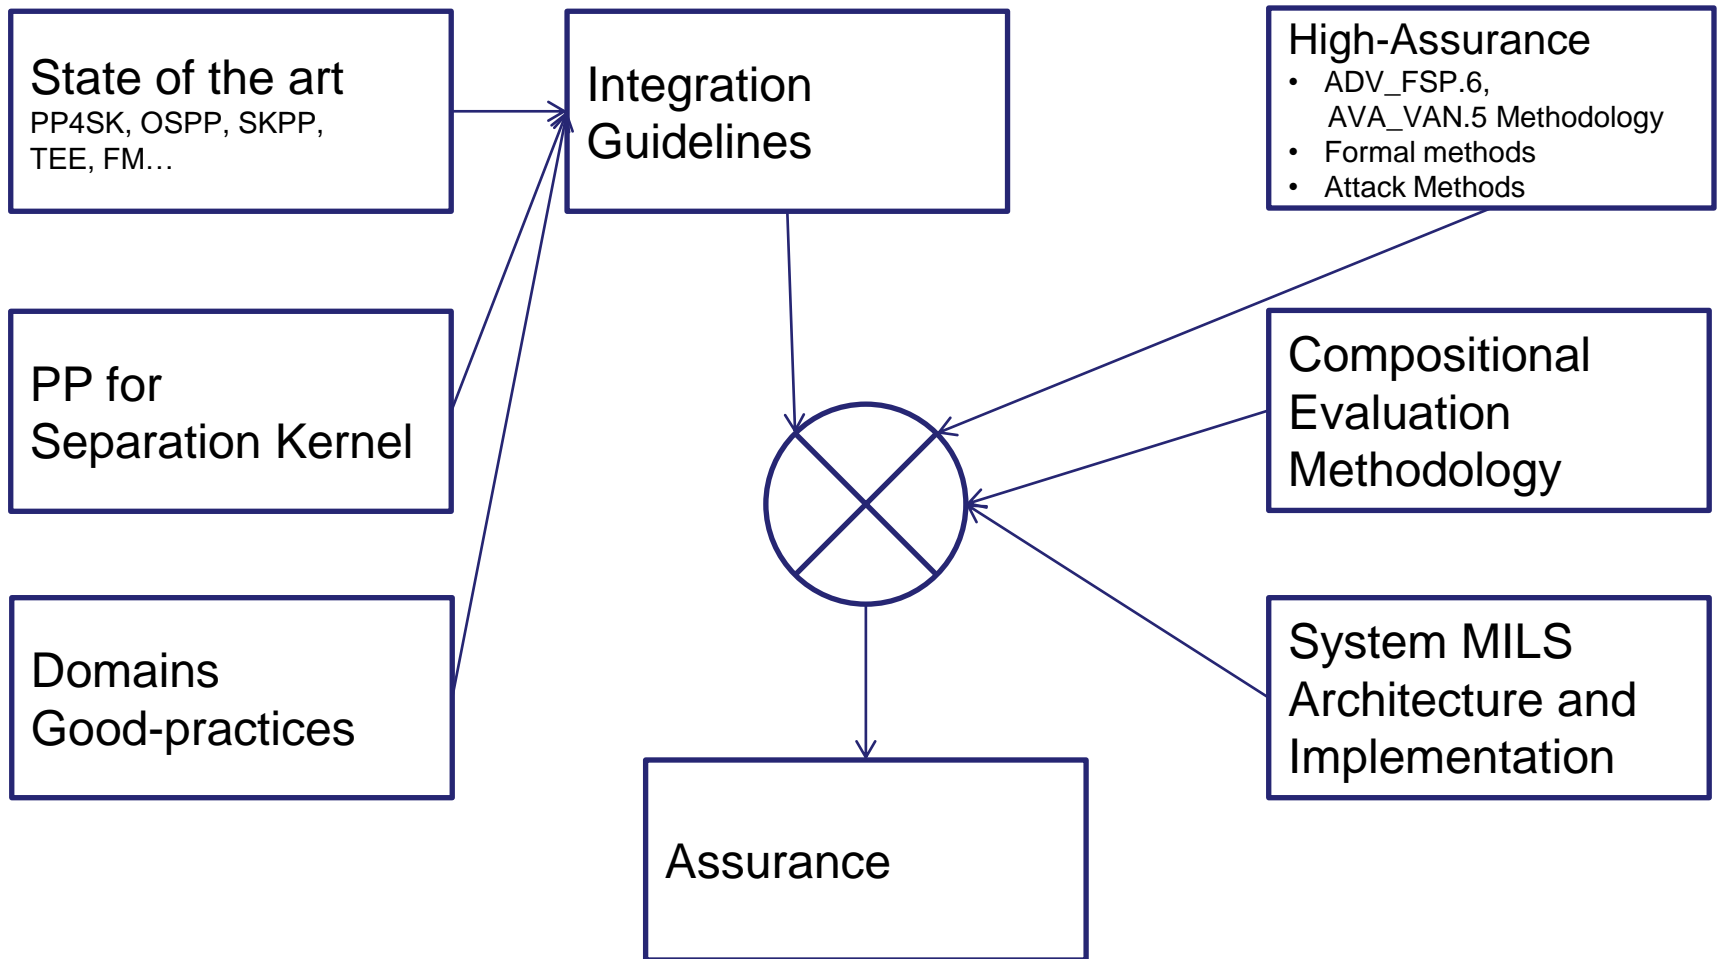 State of the art
PP4SK, OSPP, SKPP,
TEE, FM…
Integration
Guidelines
High-Assurance
• ADV_FSP.6,
AVA_VAN.5 Methodology
• Formal methods
• Attack Methods
PP for
Separation Kernel
Compositional
Evaluation
Methodology
Domains
Good-practices
System MILS
Architecture and
Implementation
Assurance